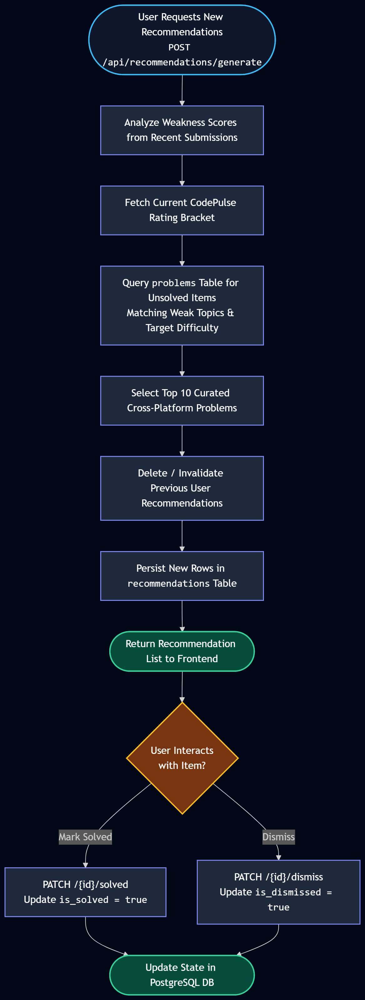 User Requests New
Recommendations
POST
/api/recommendations/generate
Analyze Weakness Scores
from Recent Submissions
Fetch Current CodePulse
Rating Bracket
Query problems Table for
Unsolved Items
Matching Weak Topics &
Target Difficulty
Select Top 10 Curated
Cross-Platform Problems
Delete / Invalidate
Previous User
Recommendations
Persist New Rows in
recommendations Table
Return Recommendation
List to Frontend
User Interacts
with Item?
Mark Solved
Dismiss
PATCH /{id}/solved
Update is_solved = true
PATCH /{id}/dismiss
Update is_dismissed =
true
Update State in
PostgreSQL DB